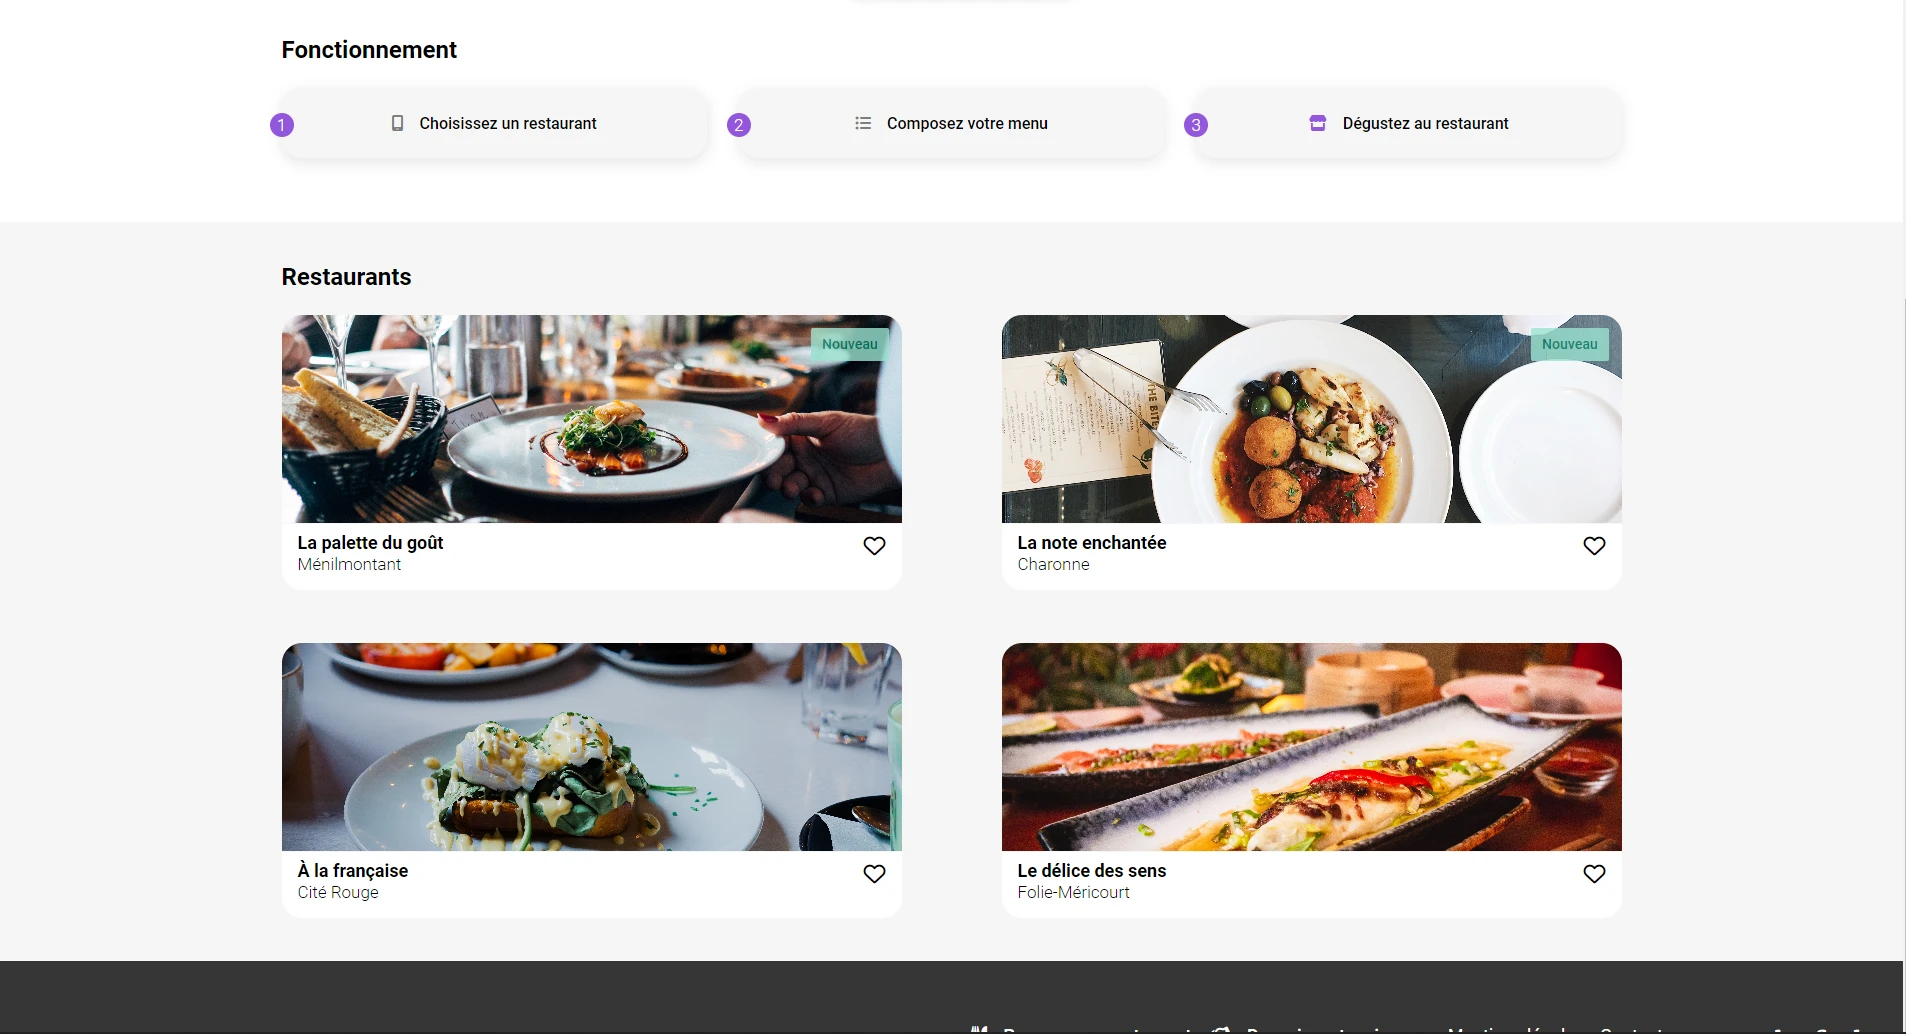 Fonctionnement
1 Choisissez un restaurant
2 Composez votre menu
3 Dégustez au restaurant
Restaurants
Nouveau
Nouveau
La palette du goût
Ménilmontant
La note enchantée
Charonne
À la française
Cité Rouge
Le délice des sens
Folie-Méricourt